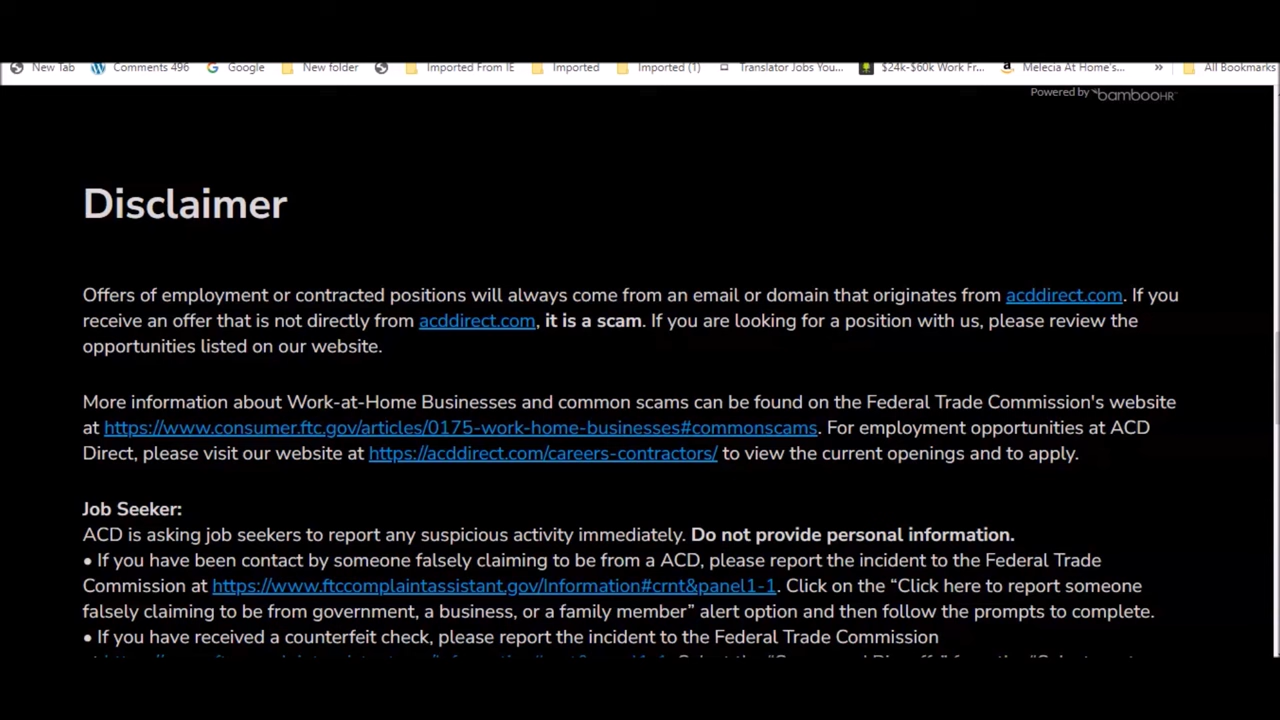 New Tab Comments 496 Google New folder Imported From IE Imported Imported (1) Translator Jobs You... $24k-$60k Work Fr... Melecia At Home's... » All Bookmarks
Powered by bambooHR
Disclaimer
Offers of employment or contracted positions will always come from an email or domain that originates from acddirect.com. If you
receive an offer that is not directly from acddirect.com, it is a scam. If you are looking for a position with us, please review the
opportunities listed on our website.
More information about Work-at-Home Businesses and common scams can be found on the Federal Trade Commission's website
at https://www.consumer.ftc.gov/articles/0175-work-home-businesses#commonscams. For employment opportunities at ACD
Direct, please visit our website at https://acddirect.com/careers-contractors/ to view the current openings and to apply.
Job Seeker:
ACD is asking job seekers to report any suspicious activity immediately. Do not provide personal information.
• If you have been contact by someone falsely claiming to be from a ACD, please report the incident to the Federal Trade
Commission at https://www.ftccomplaintassistant.gov/Information#crnt&panel1-1. Click on the “Click here to report someone
falsely claiming to be from government, a business, or a family member” alert option and then follow the prompts to complete.
• If you have received a counterfeit check, please report the incident to the Federal Trade Commission